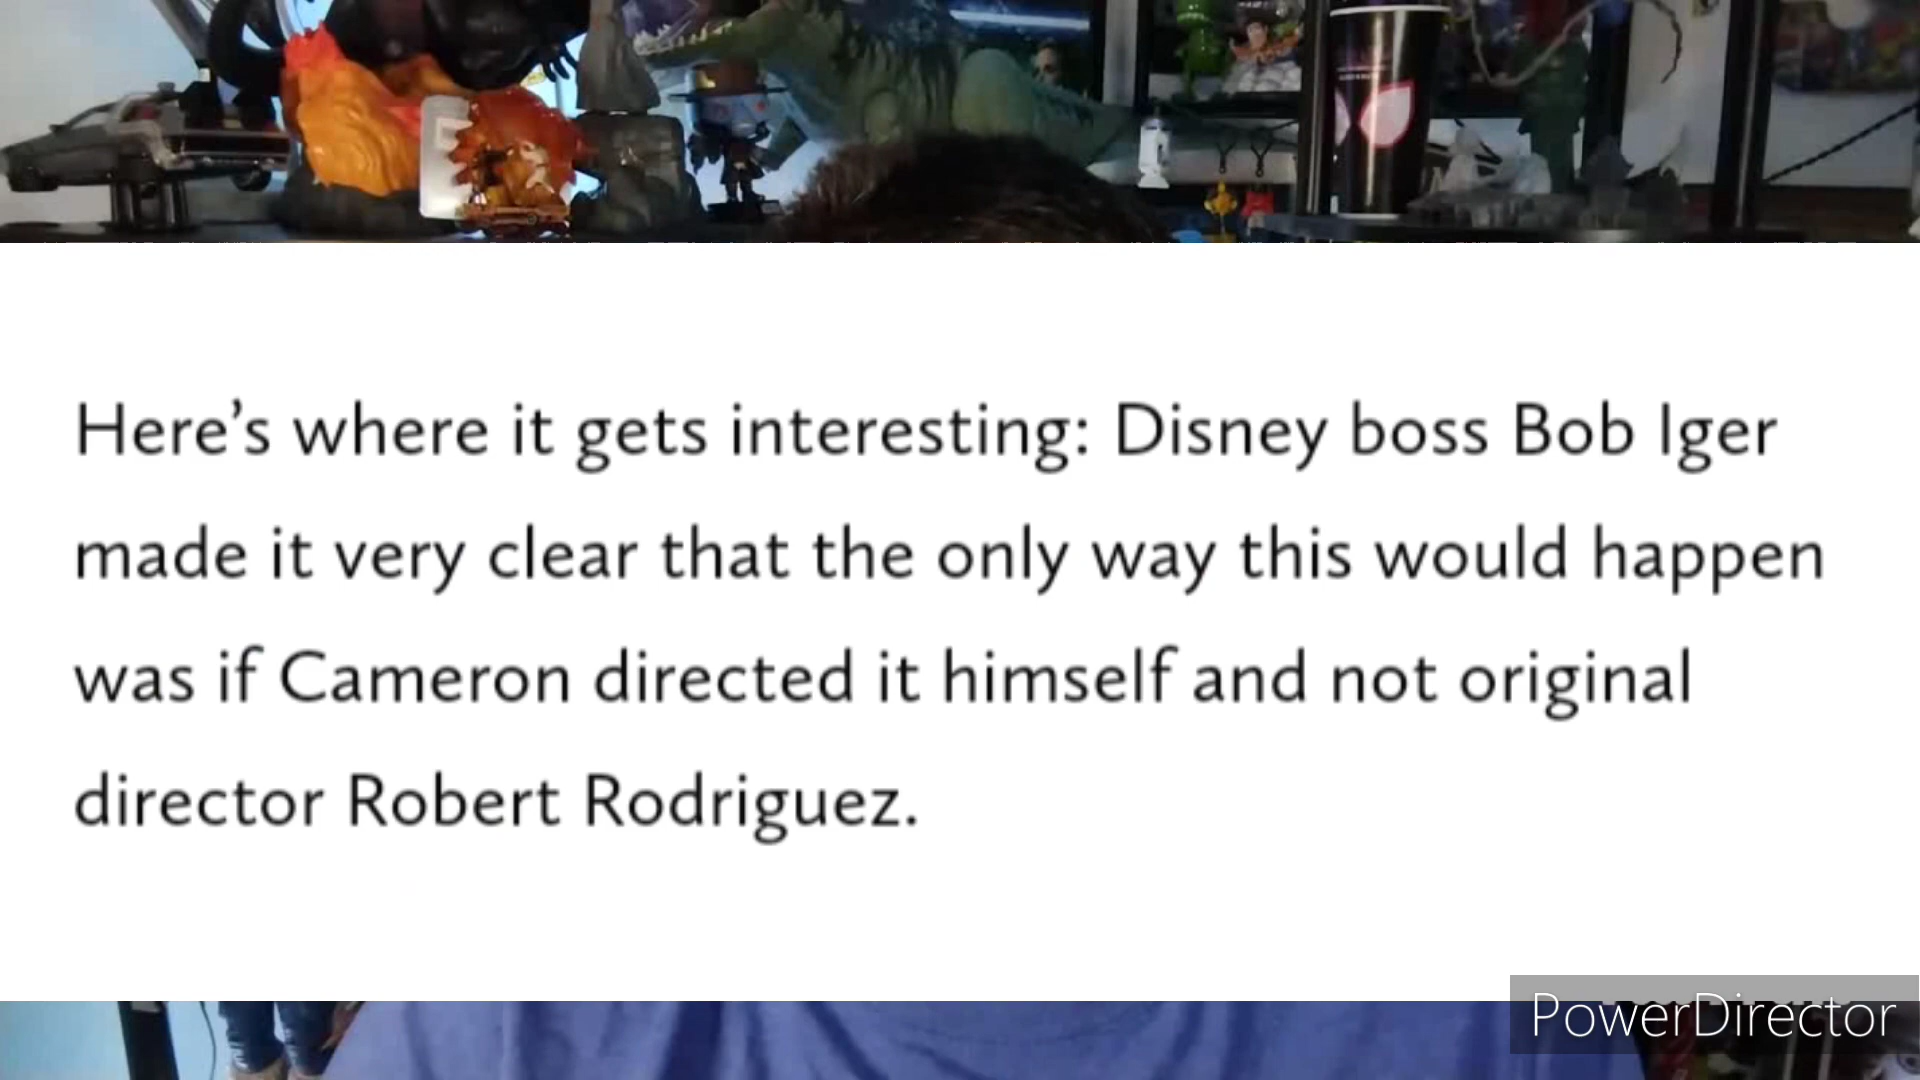 Here’s where it gets interesting: Disney boss Bob Iger
made it very clear that the only way this would happen
was if Cameron directed it himself and not original
director Robert Rodriguez.
PowerDirector